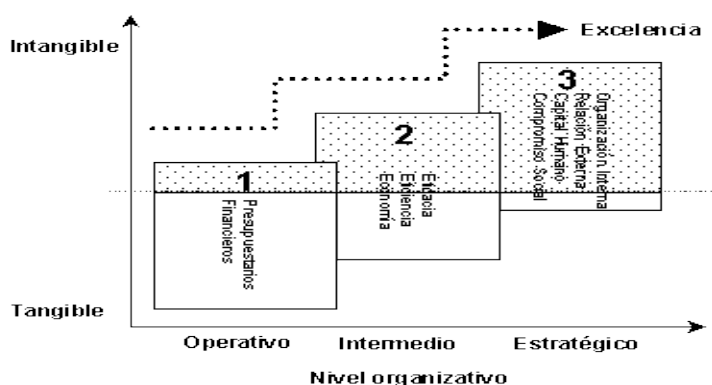 Excelencia
Intangible
3
Organización Interna
Relación Externa
Capital Humano
Compromiso Social
2
Eficacia
Eficiencia
Economía
1
Presupuestarios
Financieros
Tangible
Operativo
Intermedio
Estratégico
Nivel organizativo